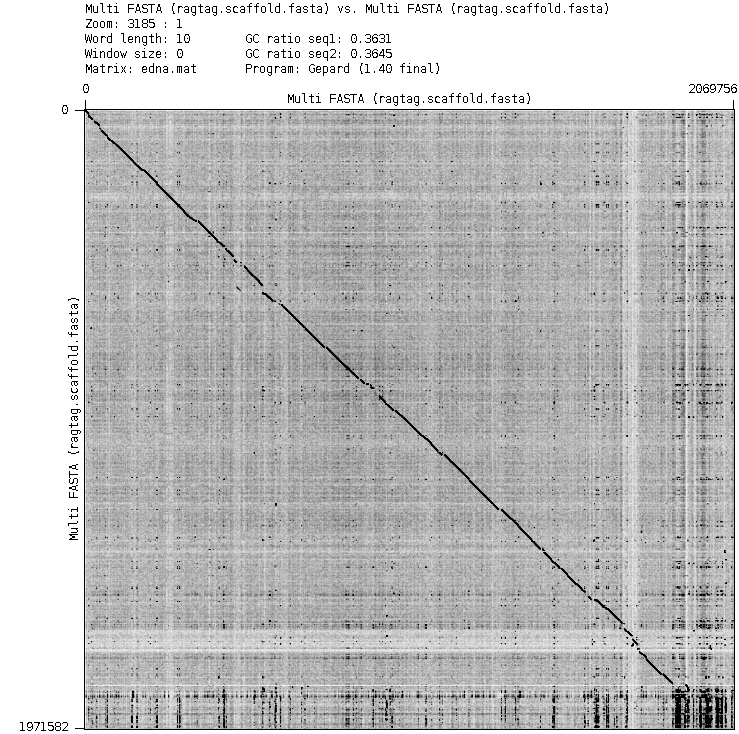 Multi FASTA (ragtag.scaffold.fasta) vs. Multi FASTA (ragtag.scaffold.fasta)
Zoom: 3185 : 1
Word length: 10 GC ratio seq1: 0.3631
Window size: 0 GC ratio seq2: 0.3645
Matrix: edna.mat Program: Gepard (1.40 final)
0 2069756
Multi FASTA (ragtag.scaffold.fasta)
0
Multi FASTA (ragtag.scaffold.fasta)
1971582